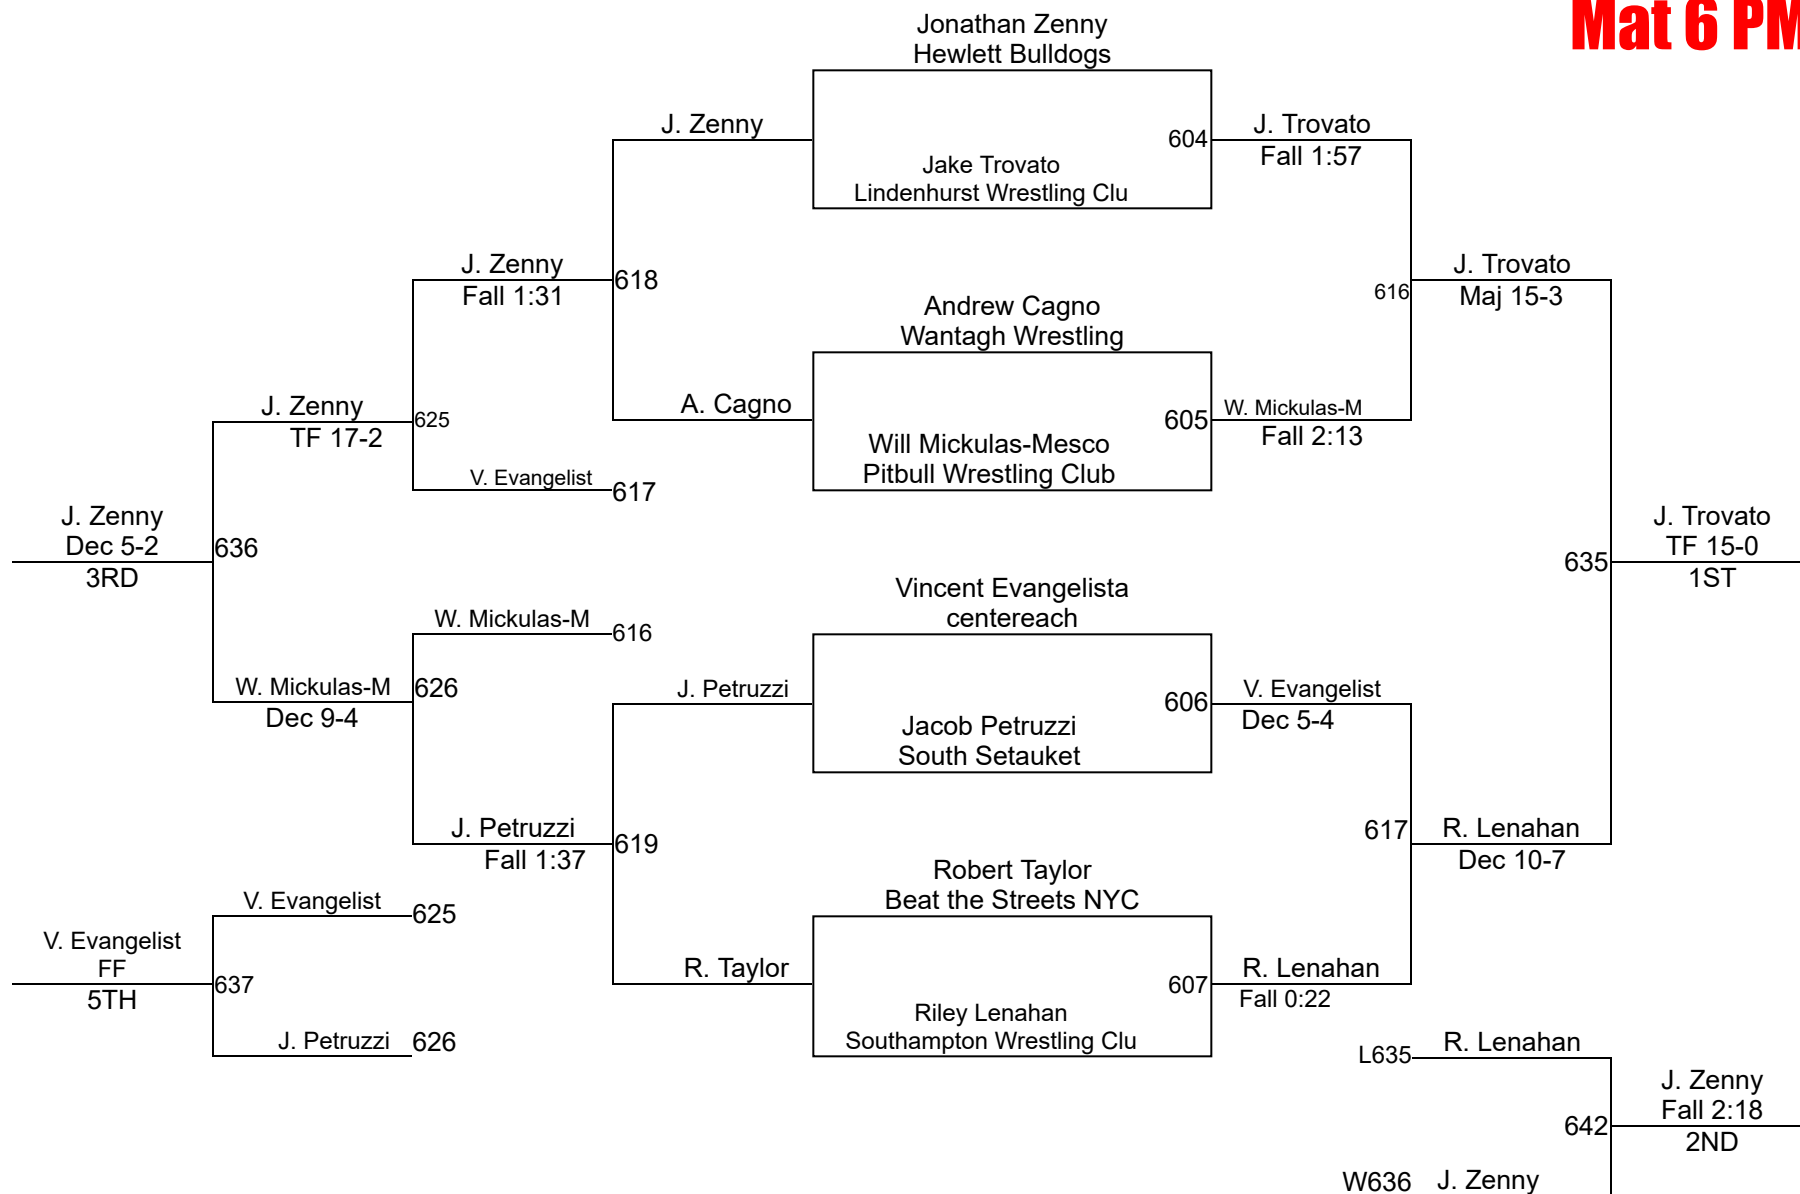 Mat 6 PM
Jonathan Zenny
Hewlett Bulldogs
J. Zenny
604
J. Trovato
Fall 1:57
Jake Trovato
Lindenhurst Wrestling Clu
J. Zenny
Fall 1:31
618
616
J. Trovato
Maj 15-3
Andrew Cagno
Wantagh Wrestling
A. Cagno
605
W. Mickulas-M
Fall 2:13
Will Mickulas-Mesco
Pitbull Wrestling Club
J. Zenny
TF 17-2
625
V. Evangelist
617
J. Zenny
Dec 5-2
3RD
636
635
J. Trovato
TF 15-0
1ST
Vincent Evangelista
centereach
W. Mickulas-M
616
W. Mickulas-M
Dec 9-4
626
J. Petruzzi
606
V. Evangelist
Dec 5-4
Jacob Petruzzi
South Setauket
J. Petruzzi
Fall 1:37
619
617
R. Lenahan
Dec 10-7
Robert Taylor
Beat the Streets NYC
V. Evangelist
625
V. Evangelist
FF
5TH
637
R. Taylor
607
R. Lenahan
Fall 0:22
Riley Lenahan
Southampton Wrestling Clu
J. Petruzzi
626
L635
R. Lenahan
J. Zenny
Fall 2:18
2ND
642
W636
J. Zenny